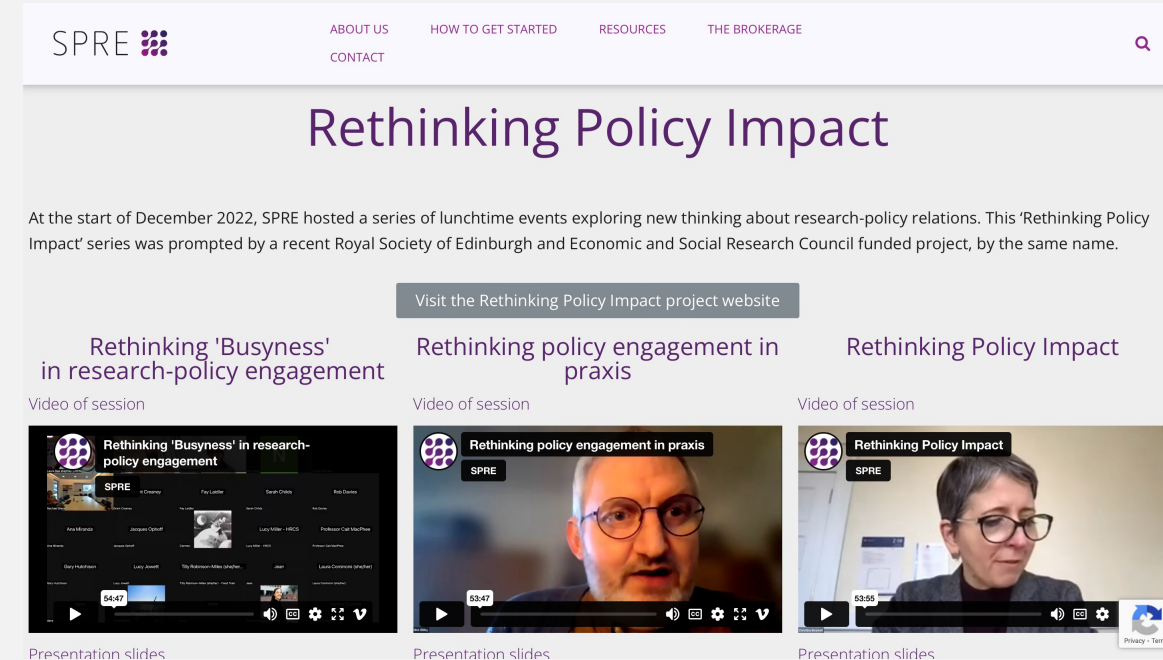 SPRE
ABOUT US
HOW TO GET STARTED
RESOURCES
THE BROKERAGE
CONTACT
Rethinking Policy Impact
At the start of December 2022, SPRE hosted a series of lunchtime events exploring new thinking about research-policy relations. This ‘Rethinking Policy
Impact’ series was prompted by a recent Royal Society of Edinburgh and Economic and Social Research Council funded project, by the same name.
Visit the Rethinking Policy Impact project website
Rethinking 'Busyness'
in research-policy engagement
Video of session
Rethinking 'Busyness' in research-
policy engagement
SPRE
Creaney
Fay Laidler
Sarah Childs
Rob Davies
Ana Miranda
Jacques Ophoff
Lucy Miller - HRCS
Professor Cait MacPhee
Gary Hutchison
Lucy Jowett
Tilly Robinson-Miles (she/her...
Jean
Laura Commins (she/her)
54:47
CC
Presentation slides
Rethinking policy engagement in
praxis
Video of session
Rethinking policy engagement in praxis
SPRE
53:47
CC
Presentation slides
Rethinking Policy Impact
Video of session
Rethinking Policy Impact
SPRE
53:55
CC
Presentation slides
Privacy - Ter